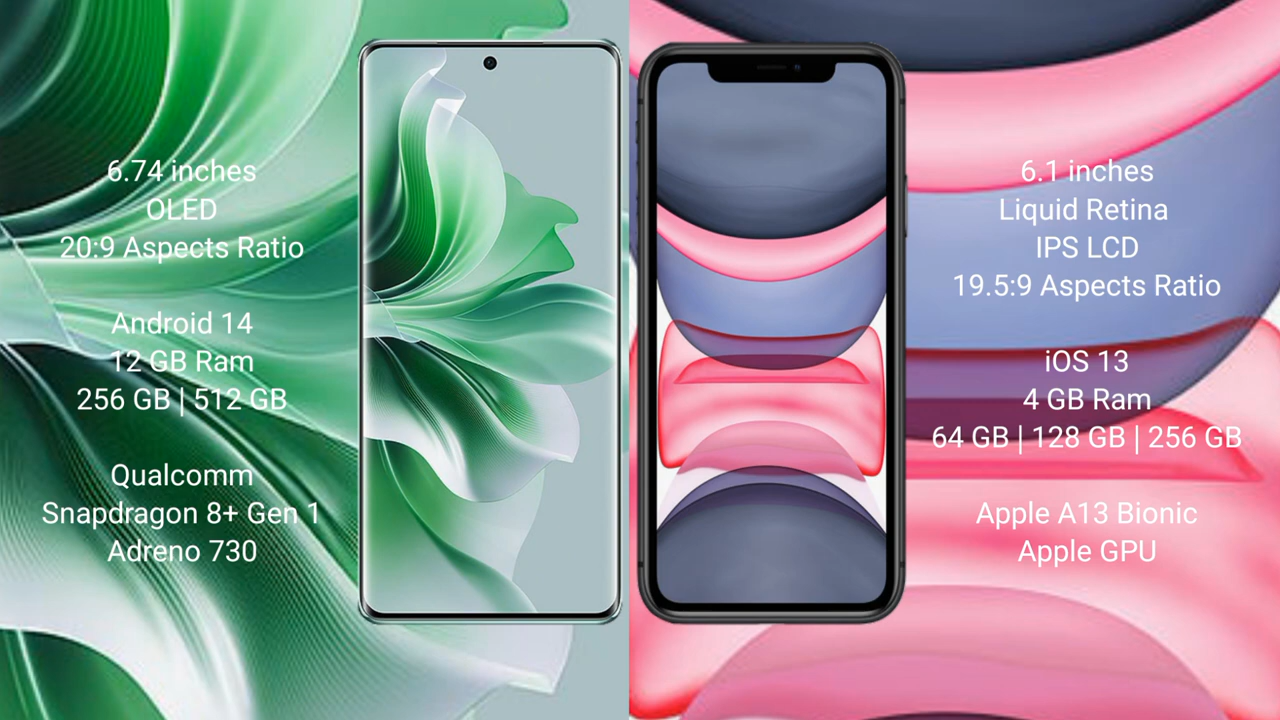 6.74 inches
OLED
20:9 Aspects Ratio
Android 14
12 GB Ram
256 GB | 512 GB
Qualcomm
Snapdragon 8+ Gen 1
Adreno 730
6.1 inches
Liquid Retina
IPS LCD
19.5:9 Aspects Ratio
iOS 13
4 GB Ram
64 GB | 128 GB | 256 GB
Apple A13 Bionic
Apple GPU